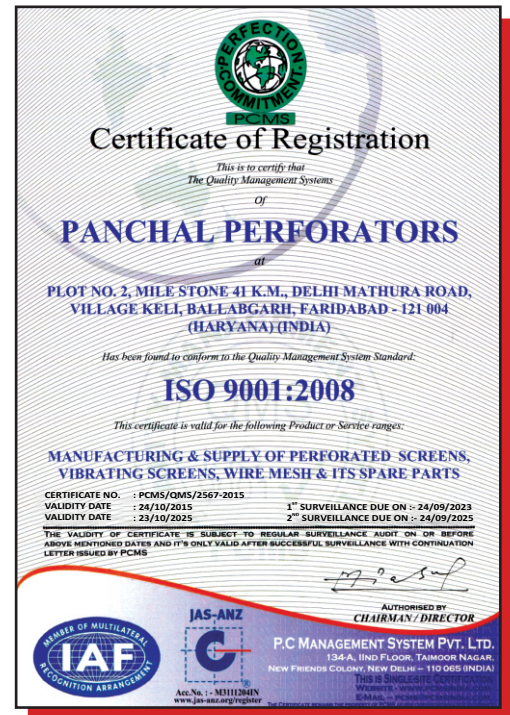 PERFECTION
COMMITMENT
PCMS
Certificate of Registration
This is to certify that
The Quality Management Systems
Of
PANCHAL PERFORATORS
at
PLOT NO. 2, MILE STONE 41 K.M., DELHI MATHURA ROAD,
VILLAGE KELI, BALLABGARH, FARIDABAD - 121 004
(HARYANA) (INDIA)
Has been found to conform to the Quality Management System Standard:
ISO 9001:2008
This certificate is valid for the following Product or Service ranges:
MANUFACTURING & SUPPLY OF PERFORATED SCREENS,
VIBRATING SCREENS, WIRE MESH & ITS SPARE PARTS
CERTIFICATE NO. : PCMS/QMS/2567-2015
VALIDITY DATE : 24/10/2015 1ST SURVEILLANCE DUE ON :- 24/09/2023
VALIDITY DATE : 23/10/2025 2ND SURVEILLANCE DUE ON :- 24/09/2025
THE VALIDITY OF CERTIFICATE IS SUBJECT TO REGULAR SURVEILLANCE AUDIT ON OR BEFORE
ABOVE MENTIONED DATES AND IT'S ONLY VALID AFTER SUCCESSFUL SURVEILLANCE WITH CONTINUATION
LETTER ISSUED BY PCMS
AUTHORISED BY
CHAIRMAN / DIRECTOR
MEMBER OF MULTILATERAL
IAF
RECOGNITION ARRANGEMENT
JAS-ANZ
C
Acc.No. : - M3111204IN
www.jas-anz.org/register
P.C MANAGEMENT SYSTEM PVT. LTD.
134-A, IIND FLOOR, TAIMOOR NAGAR,
NEW FRIENDS COLONY, NEW DELHI – 110 065 (INDIA)
THIS IS SINGLE SITE CERTIFICATION